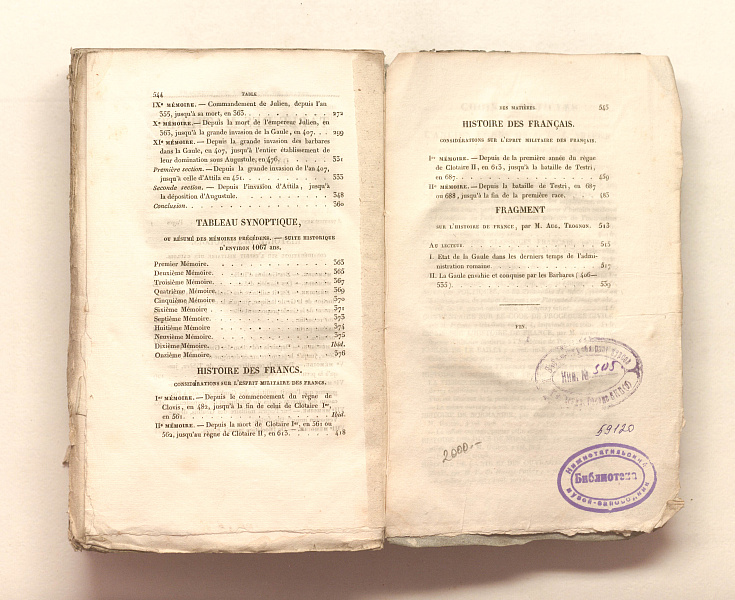 544 TABLE
IXe MÉMOIRE. — Commandement de Julien, depuis l'an
355, jusqu'à sa mort, en 363. 272
Xe MÉMOIRE. — Depuis la mort de l'émpereur Julien, en
363, jusqu'à la grande invasion de la Gaule, en 407. 299
XIe MÉMOIRE. — Depuis la grande invasion des barbares
dans la Gaule, en 407, jusqu'à l'entier établissement de
leur domination sous Augustule, en 476. 331
Première section. — Depuis la grande invasion de l'an 407,
jusqu'à celle d'Attila en 451. 333
Seconde section. — Depuis l'invasion d'Attila, jusqu'à
la déposition d'Augustule. 348
Conclusion. 360
TABLEAU SYNOPTIQUE,
OU RÉSUMÉ DES MÉMOIRES PRÉCÉDENS. — SUITE HISTORIQUE
D'ENVIRON 1067 ans.
Premier Mémoire. 363
Deuxième Mémoire. 365
Troisième Mémoire. 367
Quatrième Mémoire. 369
Cinquième Mémoire 370
Sixième Mémoire 371
Septième Mémoire. 373
Huitième Mémoire 374
Neuvième Mémoire. 375
Dixième Mémoire. Ibid.
Onzième Mémoire. 376
HISTOIRE DES FRANCS.
CONSIDÉRATIONS SUR L'ESPRIT MILITAIRE DES FRANCS.
Ier MÉMOIRE. — Depuis le commencement du règne de
Clovis, en 482, jusqu'à la fin de celui de Clotaire Ier,
en 561. Ibid.
IIe MÉMOIRE. — Depuis la mort de Clotaire Ier, en 561 ou
562, jusqu'au règne de Clotaire II, en 613. 418
DES MATIÈRES 545
HISTOIRE DES FRANÇAIS.
CONSIDÉRATIONS SUR L'ESPRIT MILITAIRE DES FRANÇAIS.
Ier MÉMOIRE. — Depuis de la première année du règne
de Clotaire II, en 613, jusqu'à la bataille de Testri,
en 687. 459
IIe MÉMOIRE. — Depuis la bataille de Testri, en 687
ou 688, jusqu'à la fin de la première race. 485
FRAGMENT
SUR L'HISTOIRE DE FRANCE, par M. Aug. Trognon. 513
Au lecteur. 515
I. Etat de la Gaule dans les derniers temps de l'admi-
nistration romaine. 517
II. La Gaule envahie et conquise par les Barbares (406—
535). 539
FIN.
Инв. № 505
59120
2000.—
Нижнетагильский
Библиотека